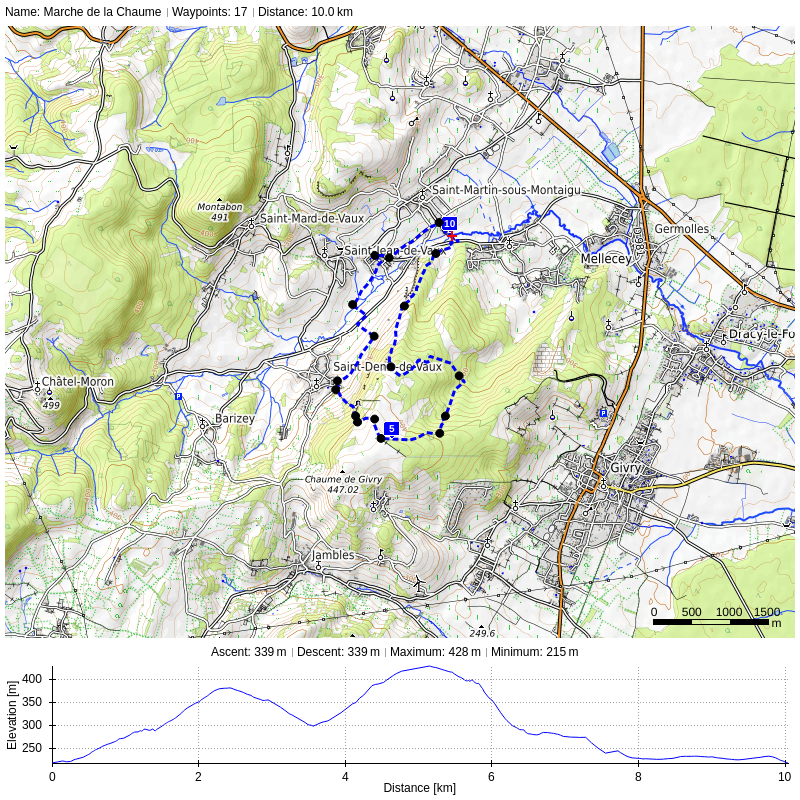 Name: Marche de la Chaume | Waypoints: 17 | Distance: 10.0 km
Saint-Martin-sous-Montaigu
Montabon
491
Saint-Mard-de-Vaux
10
Germolles
D 981
Saint-Jean-de-Vaux
Mellecey
Dracy-le-Fo
Saint-Denis-de-Vaux
Châtel-Moron
499
P
Barizey
P
5
Givry
Chaume de Givry
447.02
Jambles
249.6
0 500 1000 1500
m
Ascent: 339 m | Descent: 339 m | Maximum: 428 m | Minimum: 215 m
Elevation [m]
400
350
300
250
0 2 4 6 8 10
Distance [km]